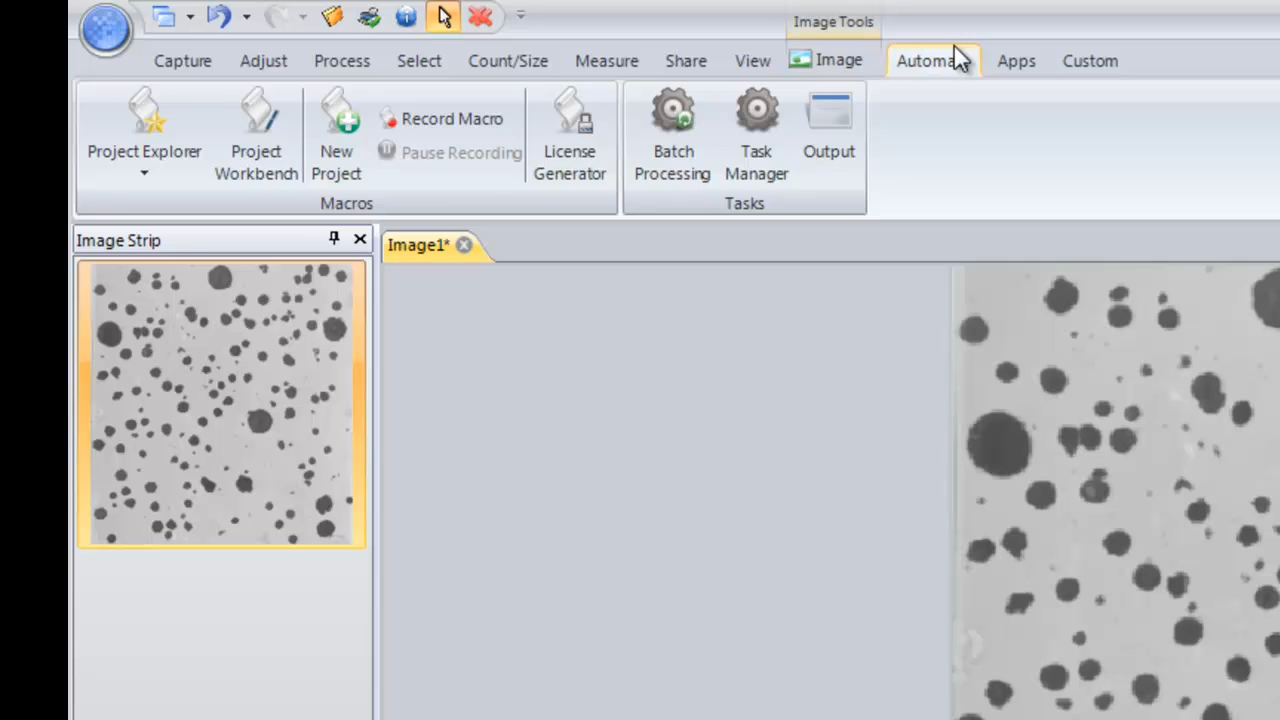 Image Tools
Capture Adjust Process Select Count/Size Measure Share View Image Apps Custom
Project Explorer
Project Workbench
New Project
Record Macro
Pause Recording
License Generator
Batch Processing
Task Manager
Output
Macros
Tasks
Image Strip
Image1*